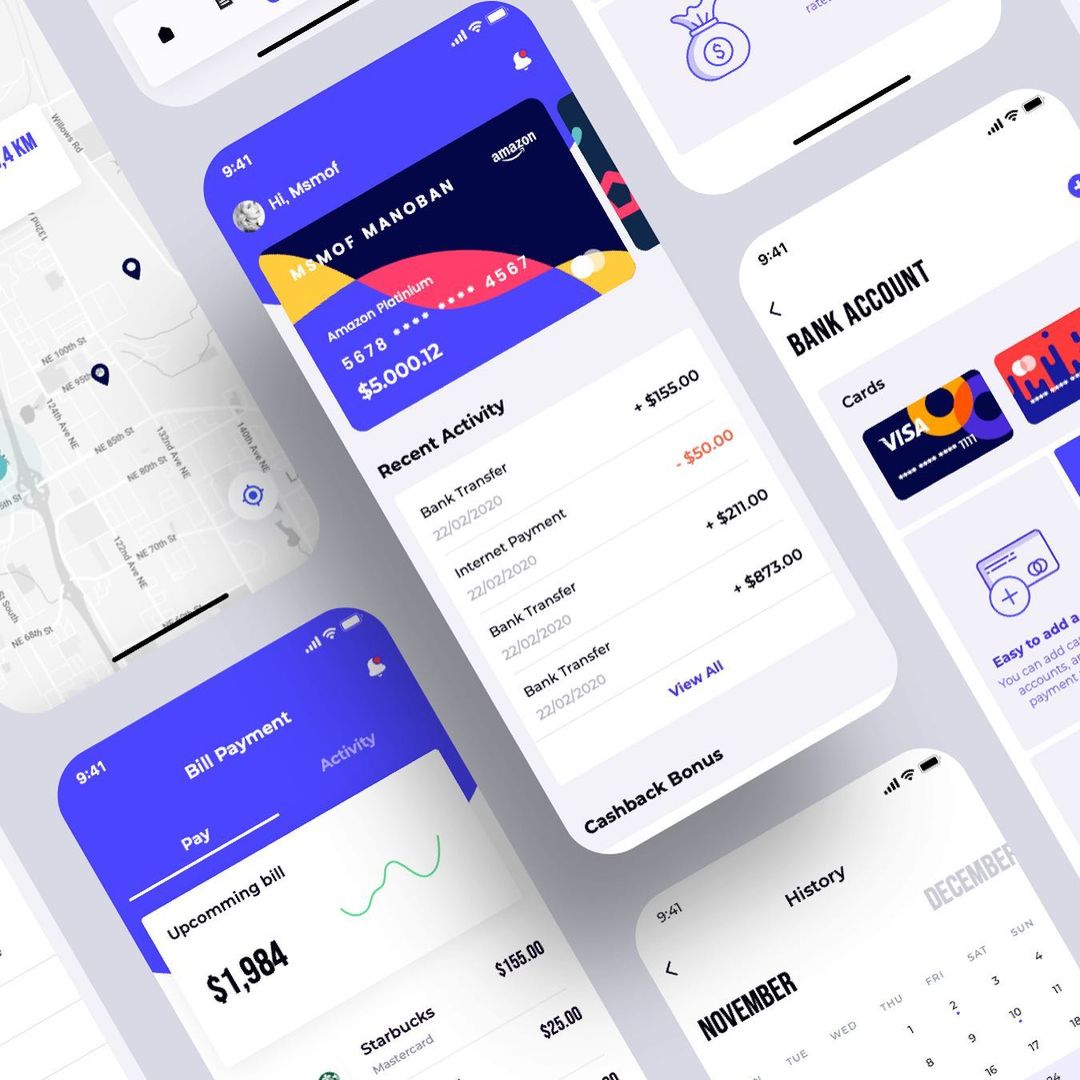 ,4 KM
Willows Rd
132nd
NE 100th St
NE 95th
124th Ave NE
NE 85th St
132nd Ave NE
NE 80th St
140th Ave NE
122nd Ave NE
NE 70th St
St South
NE 68th St
9:41
Hi, Msmof
amazon
MSMOF MANOBAN
Amazon Platinium
5678 **** **** 4567
$5.000.12
Recent Activity
Bank Transfer
+ $155.00
22/02/2020
Internet Payment
- $50.00
22/02/2020
Bank Transfer
+ $211.00
22/02/2020
Bank Transfer
+ $873.00
22/02/2020
View All
Cashback Bonus
9:41
BANK ACCOUNT
Cards
VISA
**** **** **** 1111
Easy to add a
You can add ca
accounts, a
payment
9:41
Bill Payment
Pay
Activity
Upcomming bill
$1,984
$155.00
Starbucks
Mastercard
$25.00
9:41
History
NOVEMBER
DECEMBER
TUE WED THU FRI SAT SUN
1 2 3 4
8 9 10 11
16 17 18
24